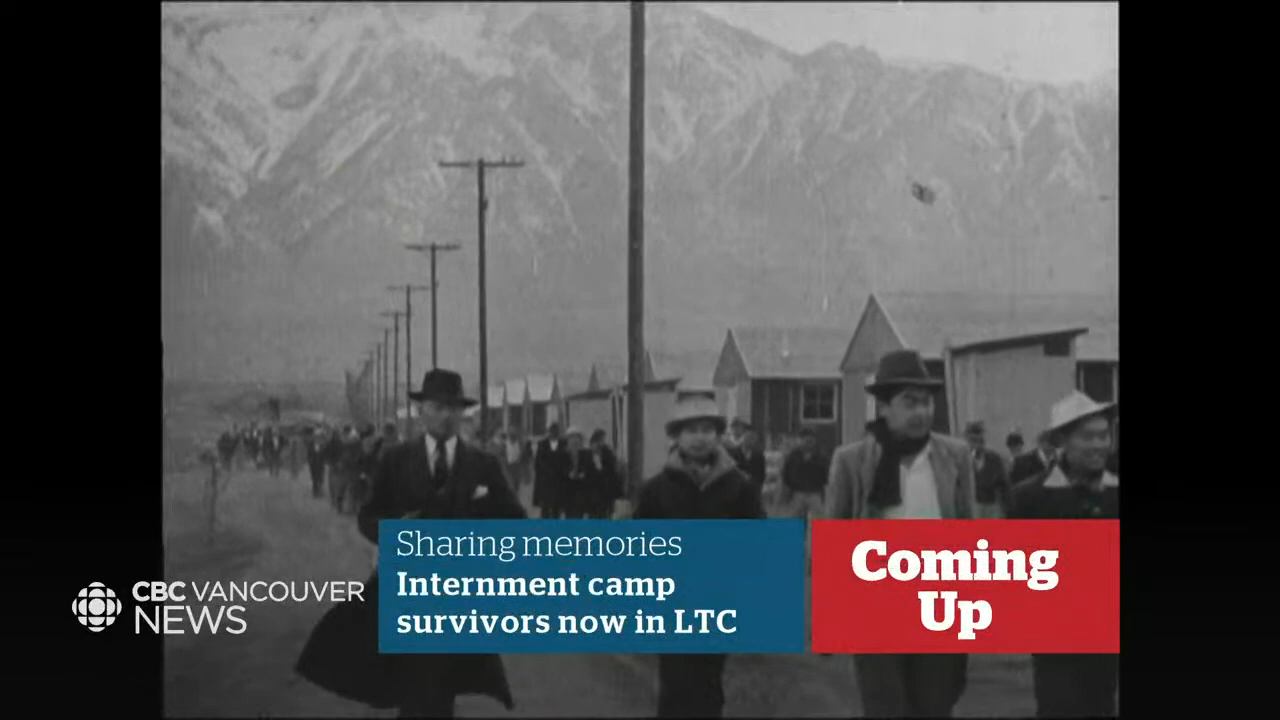 Sharing memories
Internment camp
survivors now in LTC
Coming
Up
CBC VANCOUVER
NEWS